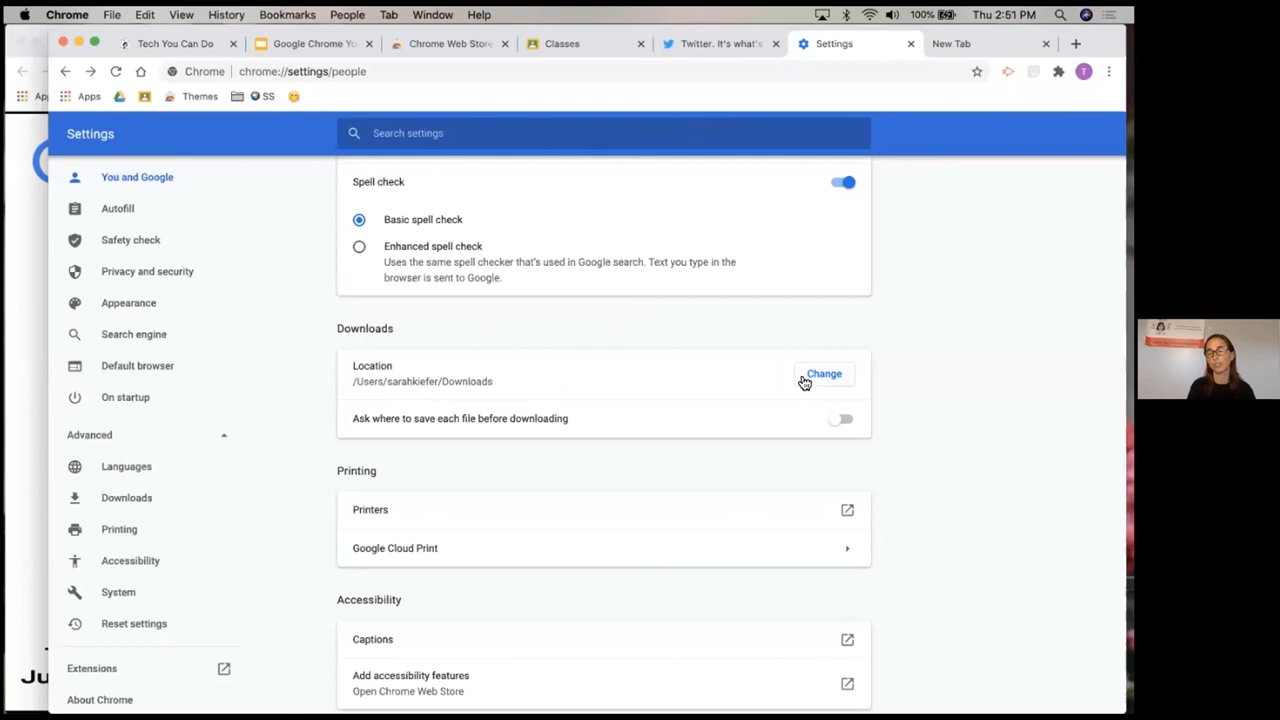 Chrome File Edit View History Bookmarks People Tab Window Help 100% Thu 2:51 PM
Tech You Can Do Google Chrome Yo Chrome Web Store Classes Twitter. It's what's Settings New Tab
Chrome chrome://settings/people T
Apps Themes SS
Settings
Search settings
You and Google
Autofill
Safety check
Privacy and security
Appearance
Search engine
Default browser
On startup
Advanced
Languages
Downloads
Printing
Accessibility
System
Reset settings
Extensions
About Chrome
Spell check
Basic spell check
Enhanced spell check
Uses the same spell checker that's used in Google search. Text you type in the
browser is sent to Google.
Downloads
Location
/Users/sarahkiefer/Downloads
Change
Ask where to save each file before downloading
Printing
Printers
Google Cloud Print
Accessibility
Captions
Add accessibility features
Open Chrome Web Store
Ju